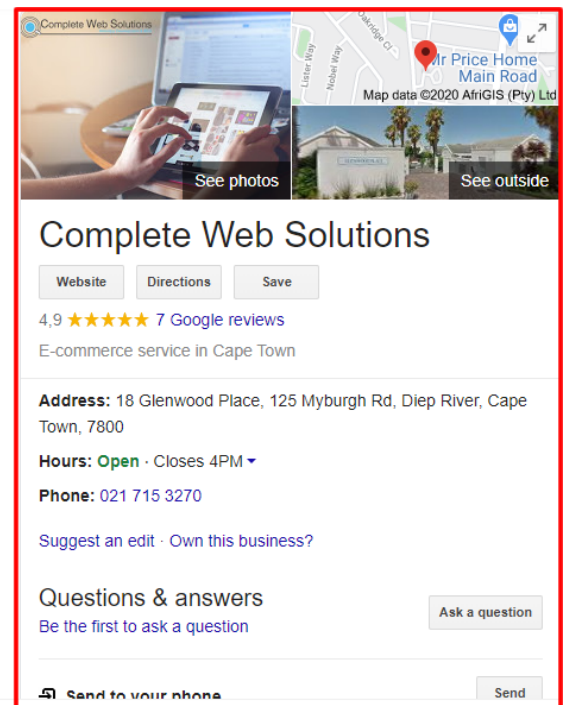 Complete Web Solutions
Oakridge Cl
Lister Way
Nobel Way
Mr Price Home
Main Road
Map data ©2020 AfriGIS (Pty) Ltd
See photos
See outside
Complete Web Solutions
Website Directions Save
4,9 ★★★★★ 7 Google reviews
E-commerce service in Cape Town
Address: 18 Glenwood Place, 125 Myburgh Rd, Diep River, Cape
Town, 7800
Hours: Open · Closes 4PM
Phone: 021 715 3270
Suggest an edit · Own this business?
Questions & answers
Ask a question
Be the first to ask a question
Send to your phone
Send